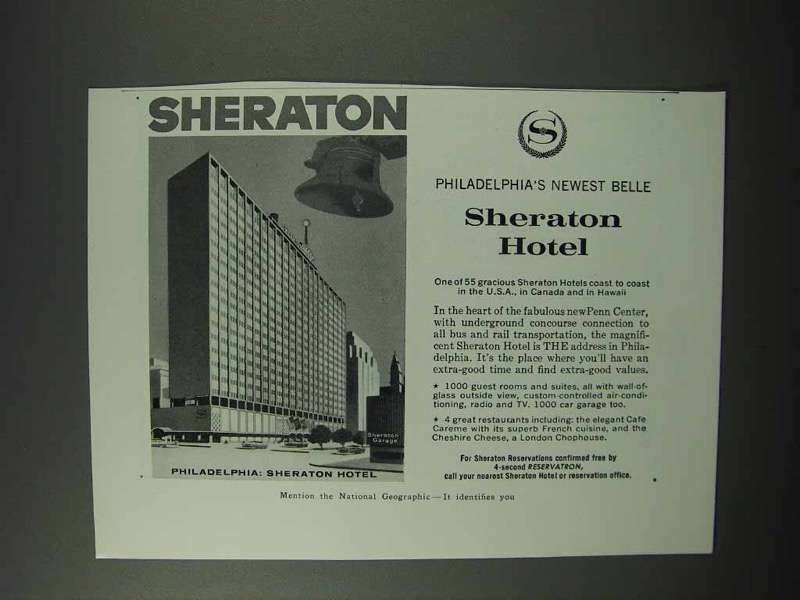 SHERATON
Sheraton
Garage
PHILADELPHIA: SHERATON HOTEL
S
PHILADELPHIA'S NEWEST BELLE
Sheraton
Hotel
One of 55 gracious Sheraton Hotels coast to coast
in the U.S.A., in Canada and in Hawaii
In the heart of the fabulous new Penn Center,
with underground concourse connection to
all bus and rail transportation, the magnifi-
cent Sheraton Hotel is THE address in Phila-
delphia. It's the place where you'll have an
extra-good time and find extra-good values.
★ 1000 guest rooms and suites, all with wall-of-
glass outside view, custom-controlled air-condi-
tioning, radio and TV. 1000 car garage too.
★ 4 great restaurants including: the elegant Cafe
Careme with its superb French cuisine, and the
Cheshire Cheese, a London Chophouse.
For Sheraton Reservations confirmed free by
4-second RESERVATRON,
call your nearest Sheraton Hotel or reservation office.
Mention the National Geographic—It identifies you